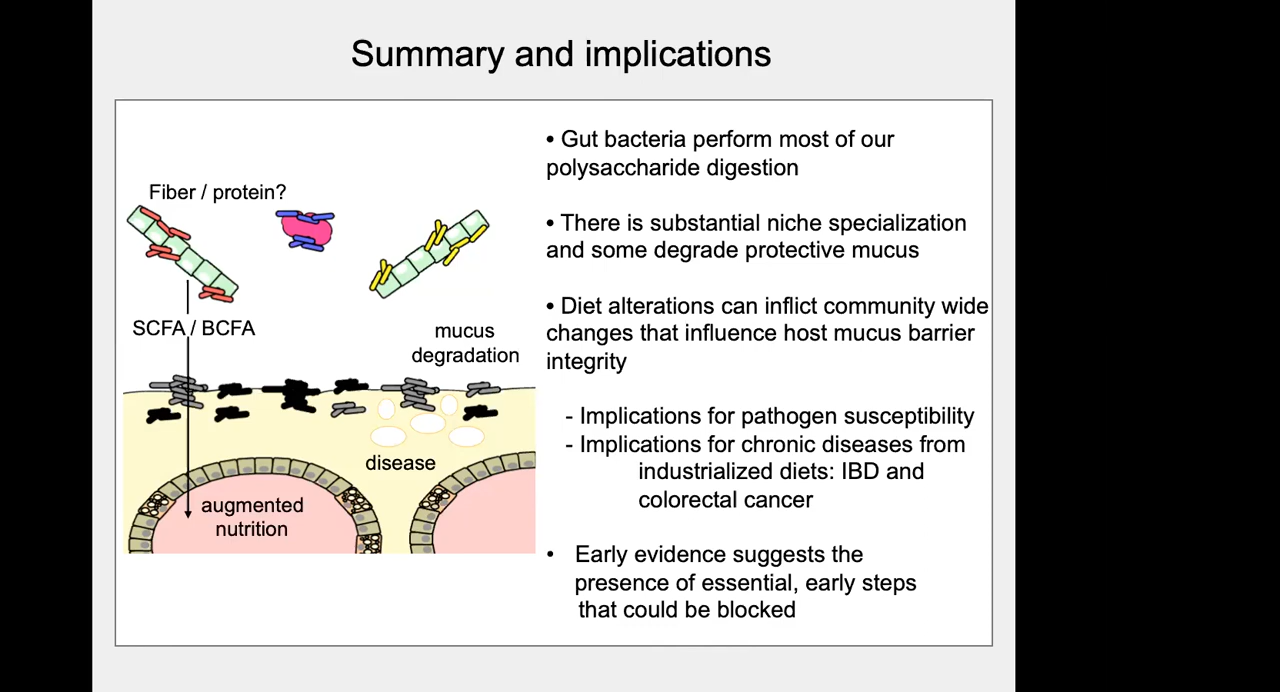 Summary and implications
Fiber / protein?
SCFA / BCFA
mucus
degradation
disease
augmented
nutrition
• Gut bacteria perform most of our
polysaccharide digestion
• There is substantial niche specialization
and some degrade protective mucus
• Diet alterations can inflict community wide
changes that influence host mucus barrier
integrity
- Implications for pathogen susceptibility
- Implications for chronic diseases from
industrialized diets: IBD and
colorectal cancer
• Early evidence suggests the
presence of essential, early steps
that could be blocked